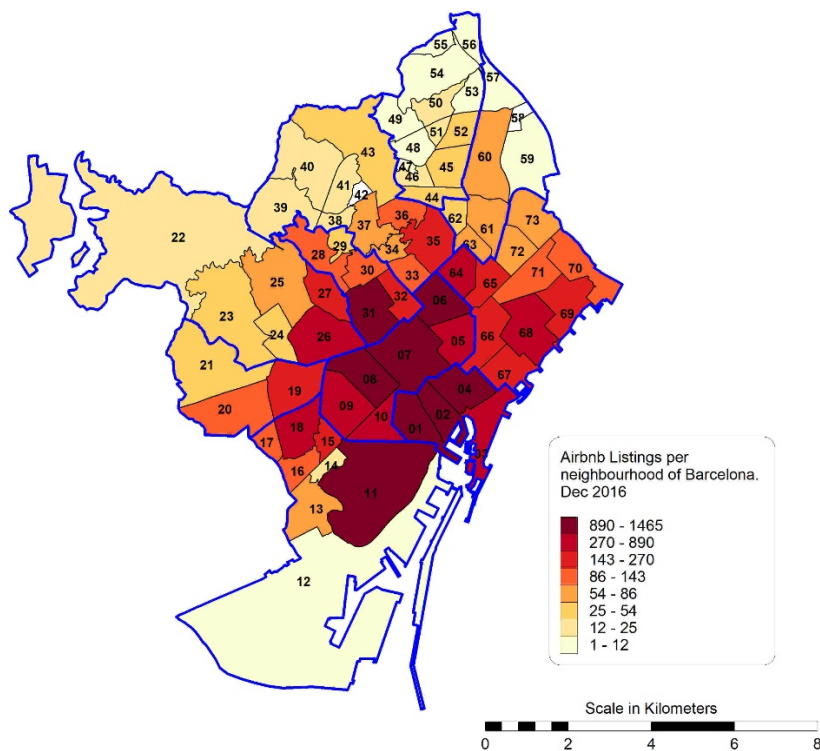 55 56
54 57
53
50
49 58
51 52
43 48
40 60 59
47 45
41 46
42 44
39 38 36 62 73
37 61
22 35
29 34 63 72
28
30 33 64 71 70
25 65
27 32
31 06 69
23 66 68
24 26 05
07
21 67
08 04
19
20 09 10 02
18 01
17 15
03
14
16
11
13
12
Airbnb Listings per
neighbourhood of Barcelona.
Dec 2016
890 - 1465
270 - 890
143 - 270
86 - 143
54 - 86
25 - 54
12 - 25
1 - 12
Scale in Kilometers
0 2 4 6 8